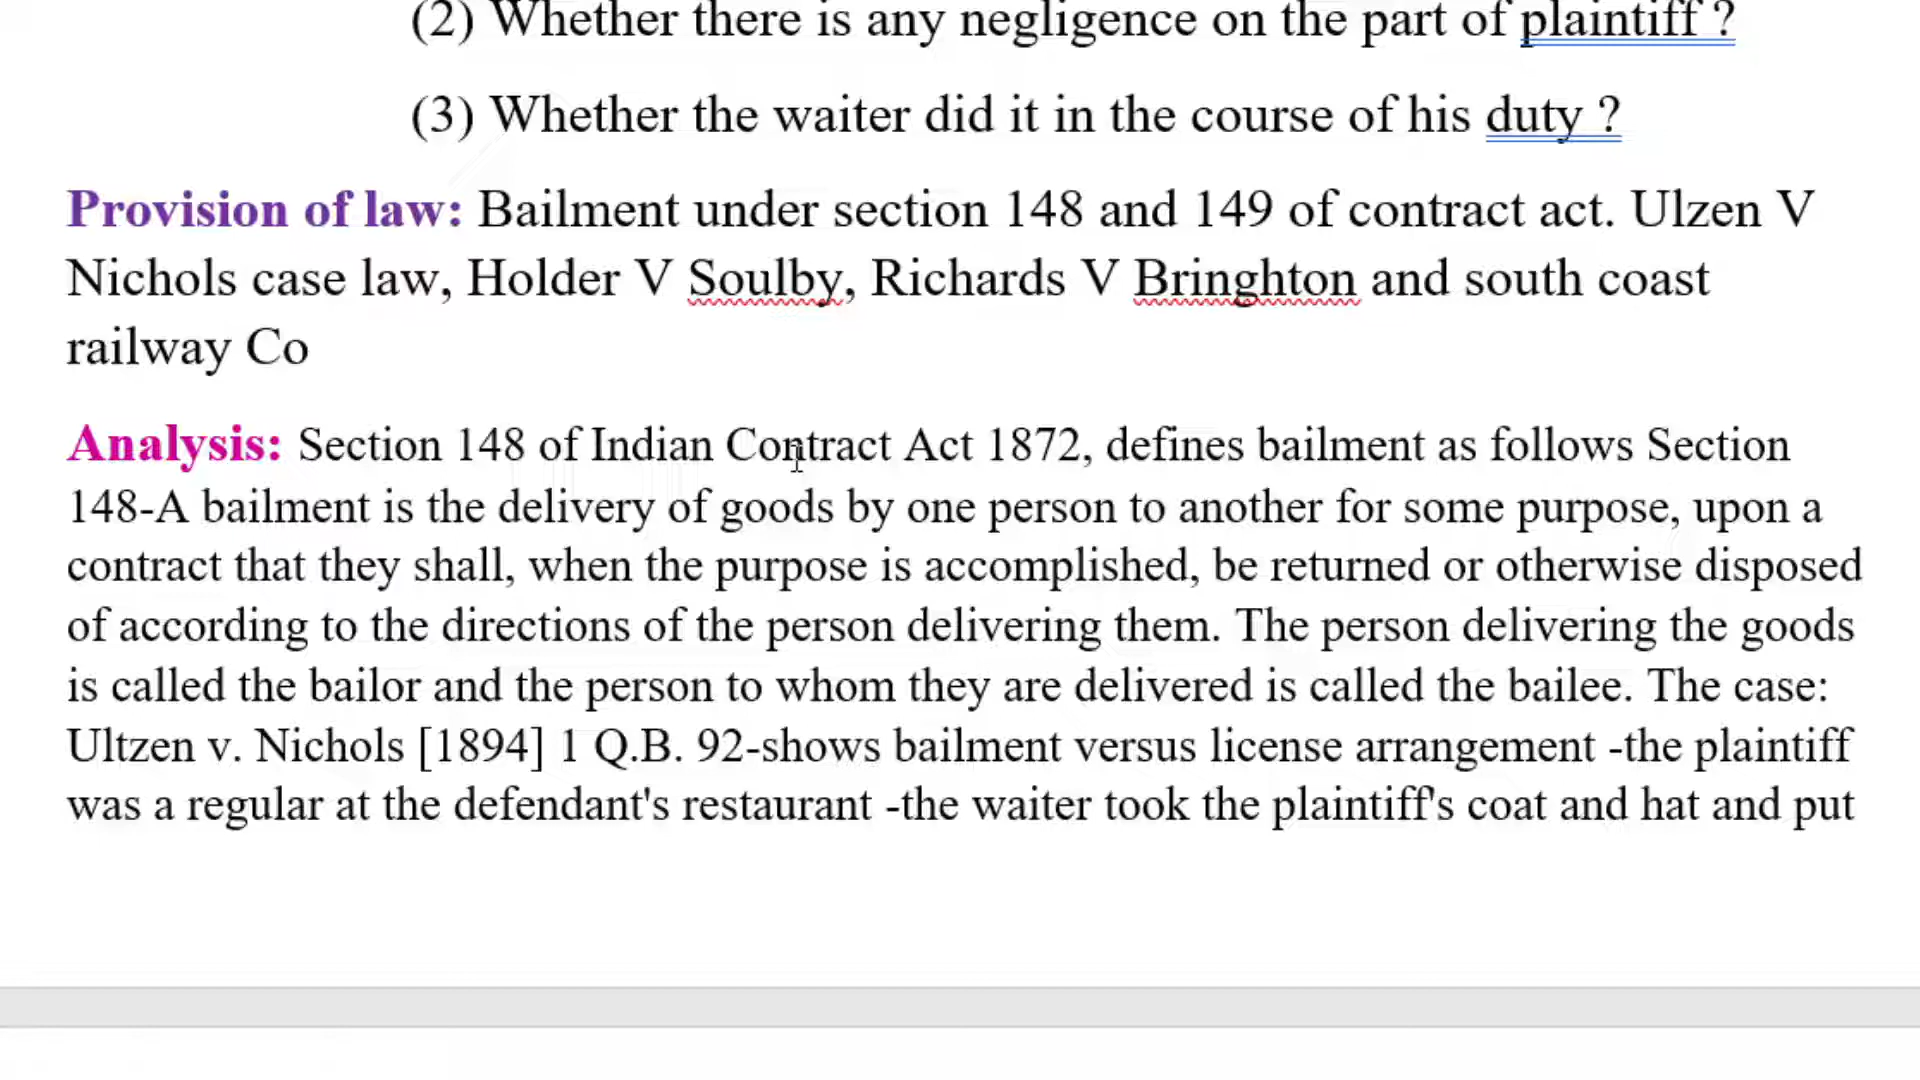 (2) Whether there is any negligence on the part of plaintiff ?
(3) Whether the waiter did it in the course of his duty ?
Provision of law: Bailment under section 148 and 149 of contract act. Ulzen V
Nichols case law, Holder V Soulby, Richards V Bringhton and south coast
railway Co
Analysis: Section 148 of Indian Contract Act 1872, defines bailment as follows Section
148-A bailment is the delivery of goods by one person to another for some purpose, upon a
contract that they shall, when the purpose is accomplished, be returned or otherwise disposed
of according to the directions of the person delivering them. The person delivering the goods
is called the bailor and the person to whom they are delivered is called the bailee. The case:
Ultzen v. Nichols [1894] 1 Q.B. 92-shows bailment versus license arrangement -the plaintiff
was a regular at the defendant's restaurant -the waiter took the plaintiff's coat and hat and put